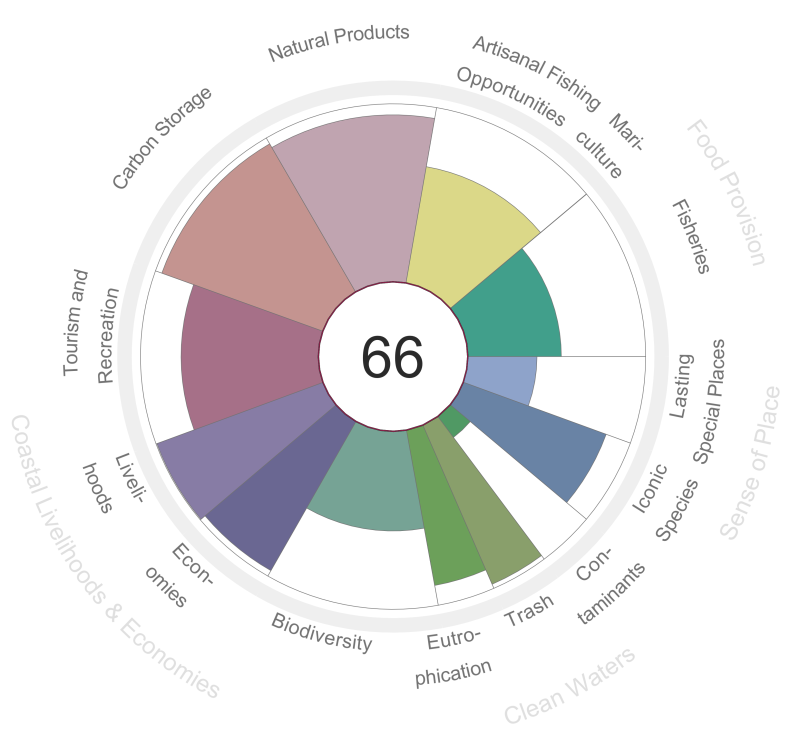 Natural Products
Artisanal Fishing
Opportunities
Mari-
culture
Fisheries
Food Provision
Lasting
Special Places
Iconic
Species
Sense of Place
Con-
taminants
Trash
Eutro-
phication
Clean Waters
Biodiversity
Econ-
omies
Liveli-
hoods
Coastal Livelihoods & Economies
Tourism and
Recreation
Carbon Storage
66